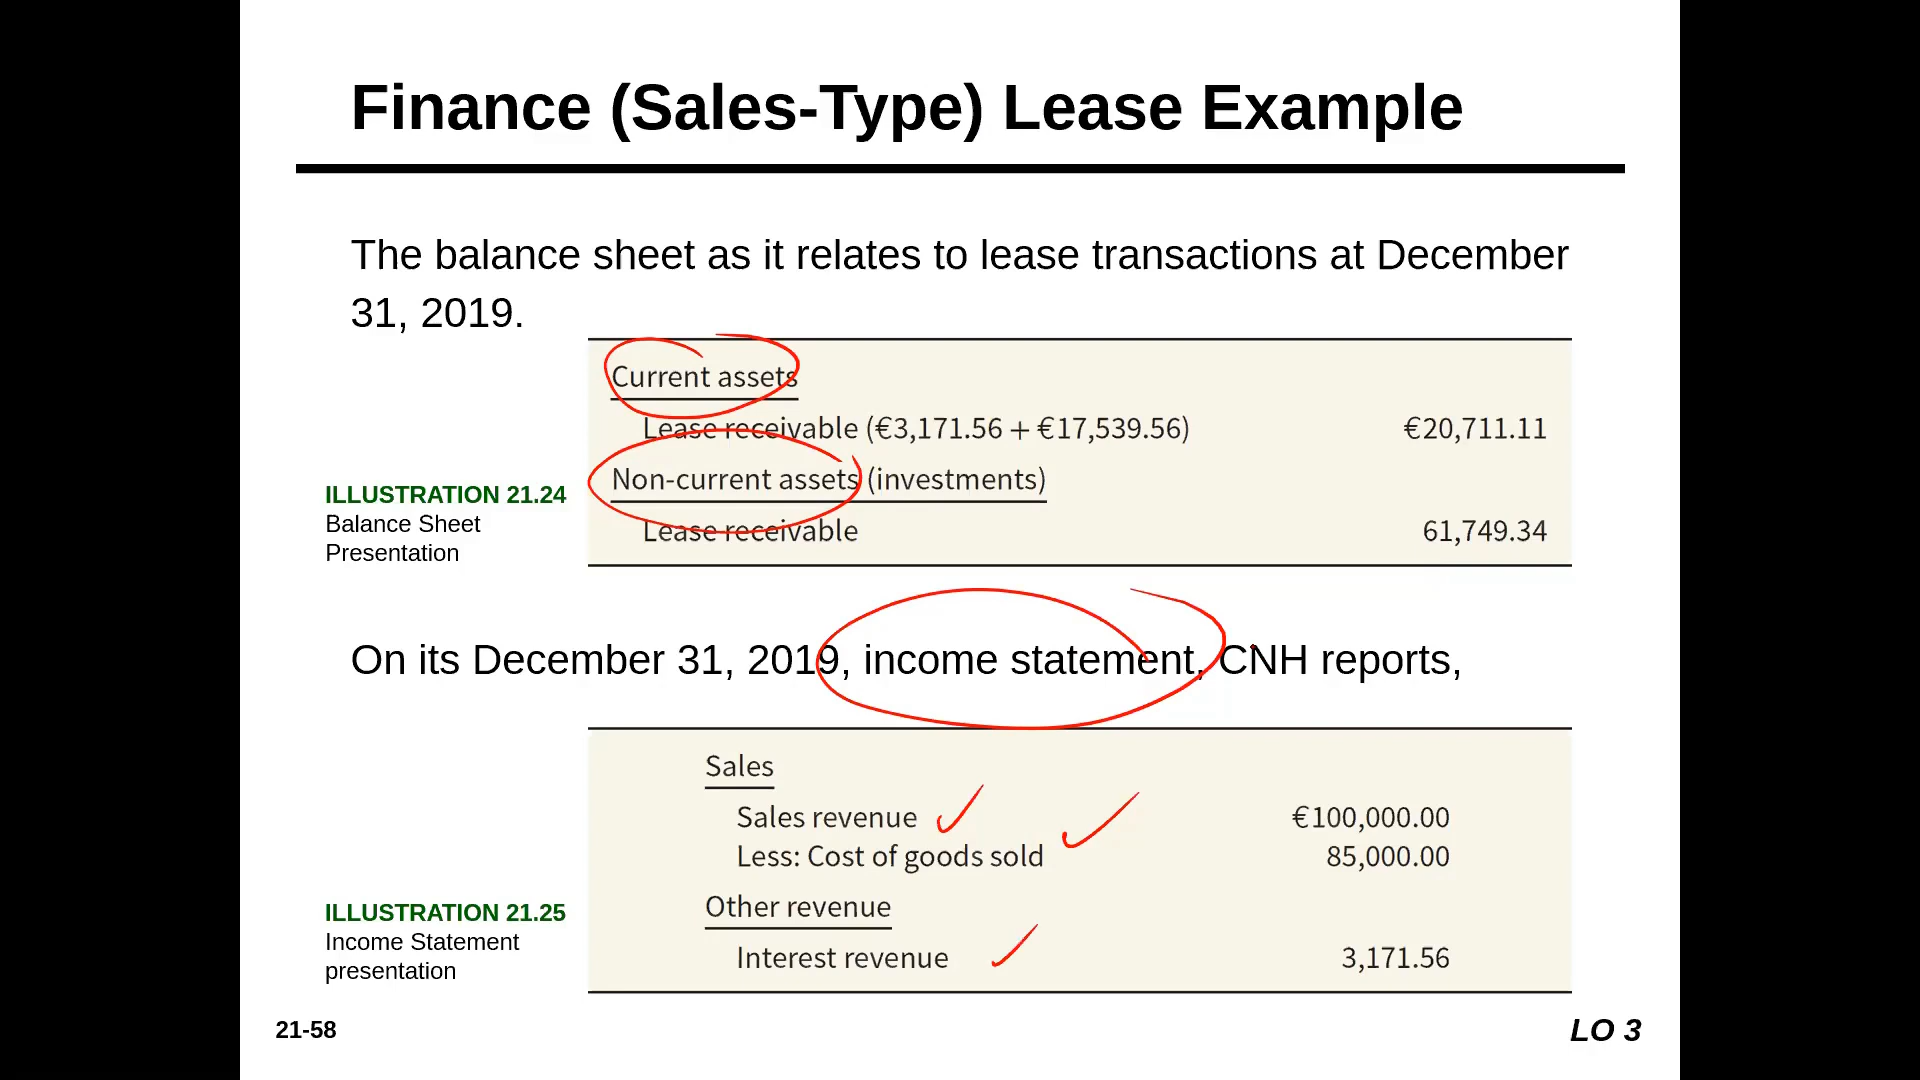 Finance (Sales-Type) Lease Example
The balance sheet as it relates to lease transactions at December
31, 2019.
Current assets
Lease receivable (€3,171.56 + €17,539.56) €20,711.11
Non-current assets (investments)
Lease receivable 61,749.34
ILLUSTRATION 21.24
Balance Sheet
Presentation
On its December 31, 2019, income statement, CNH reports,
Sales
Sales revenue €100,000.00
Less: Cost of goods sold 85,000.00
Other revenue
Interest revenue 3,171.56
ILLUSTRATION 21.25
Income Statement
presentation
21-58
LO 3